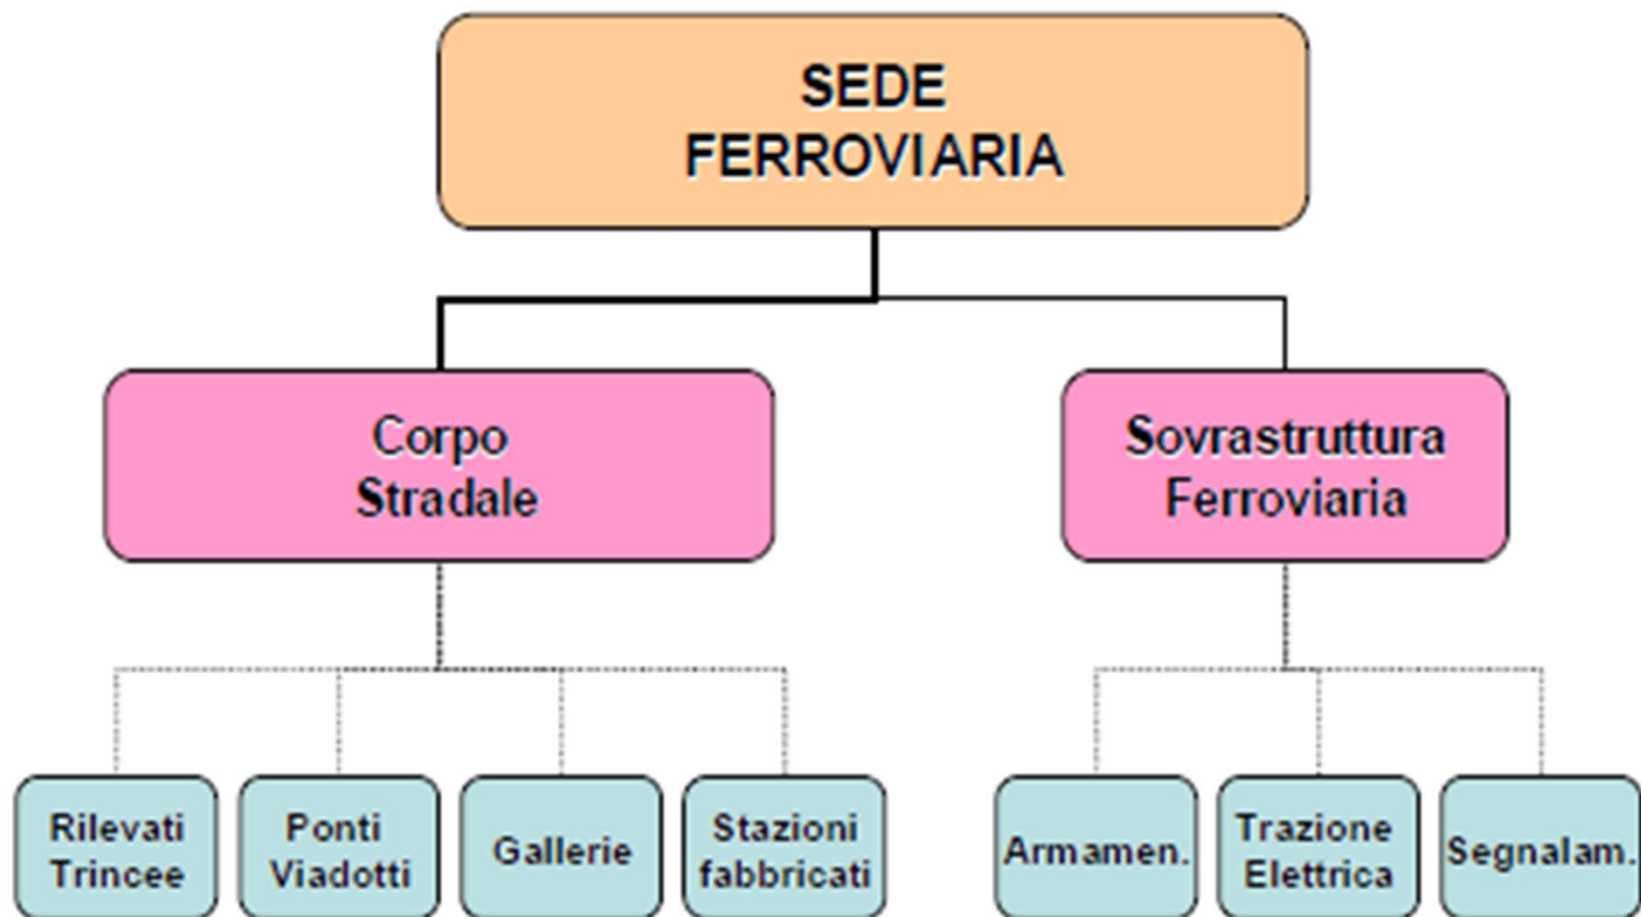 SEDE
FERROVIARIA
Corpo
Stradale
Sovrastruttura
Ferroviaria
Rilevati
Trincee
Ponti
Viadotti
Gallerie
Stazioni
fabbricati
Armamen.
Trazione
Elettrica
Segnalam.